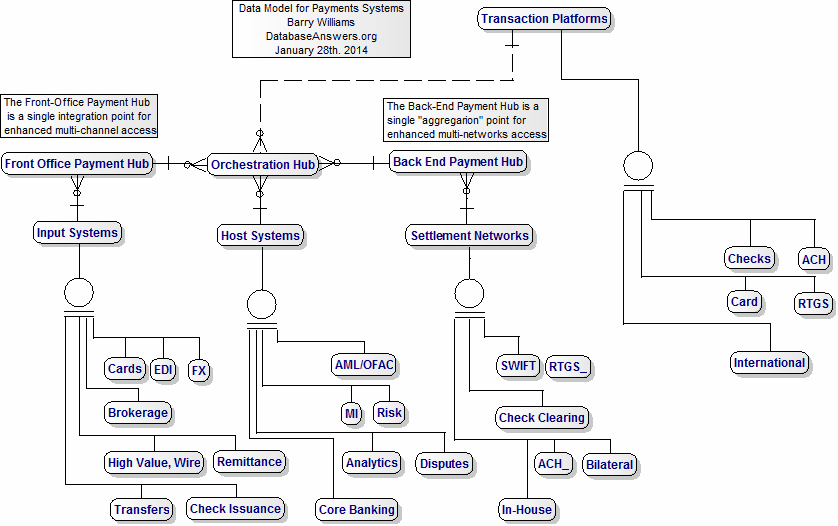 Data Model for Payments Systems
Barry Williams
DatabaseAnswers.org
January 28th. 2014
Transaction Platforms
The Front-Office Payment Hub
is a single integration point for
enhanced multi-channel access
The Back-End Payment Hub is a
single "aggregarion" point for
enhanced multi-networks access
Front Office Payment Hub
Orchestration Hub
Back End Payment Hub
Input Systems
Host Systems
Settlement Networks
Checks
ACH
Card
RTGS
International
Cards
EDI
FX
AML/OFAC
SWIFT
RTGS_
Brokerage
MI
Risk
Check Clearing
High Value, Wire
Remittance
Analytics
Disputes
ACH_
Bilateral
Transfers
Check Issuance
Core Banking
In-House